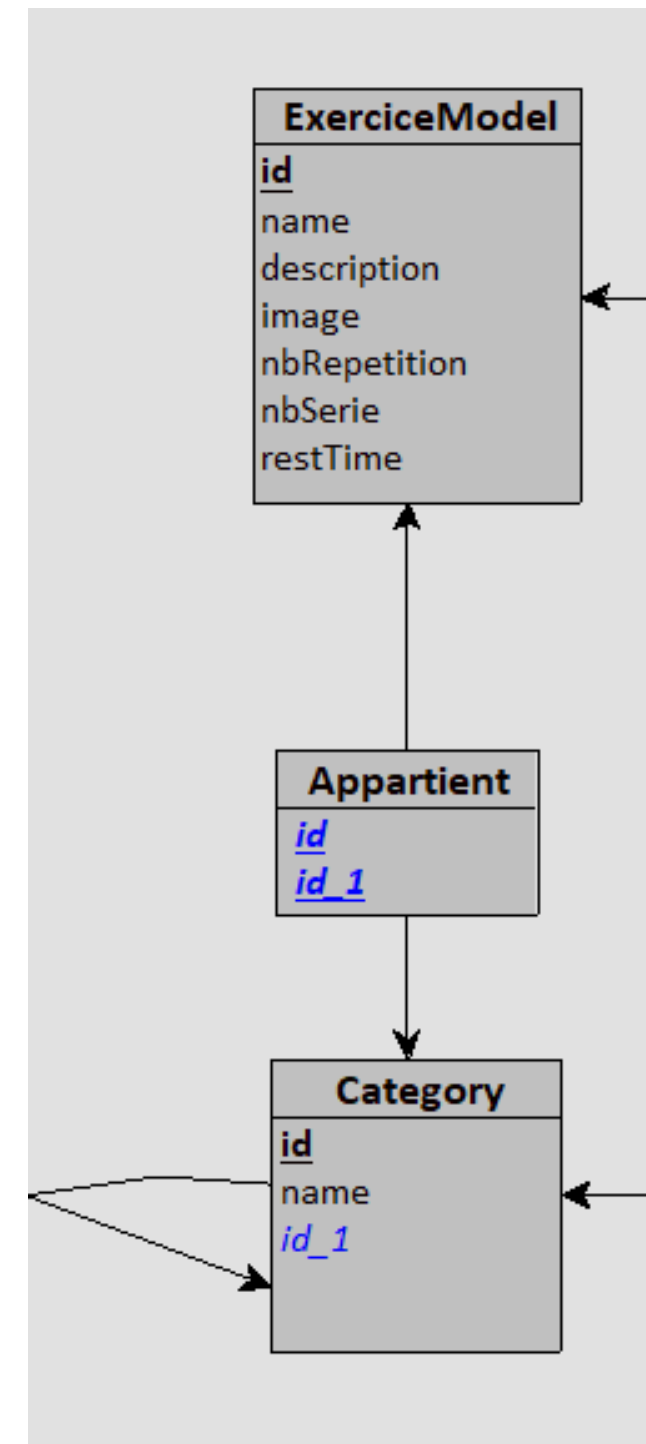 ExerciceModel
id
name
description
image
nbRepetition
nbSerie
restTime
Appartient
id
id_1
Category
id
name
id_1